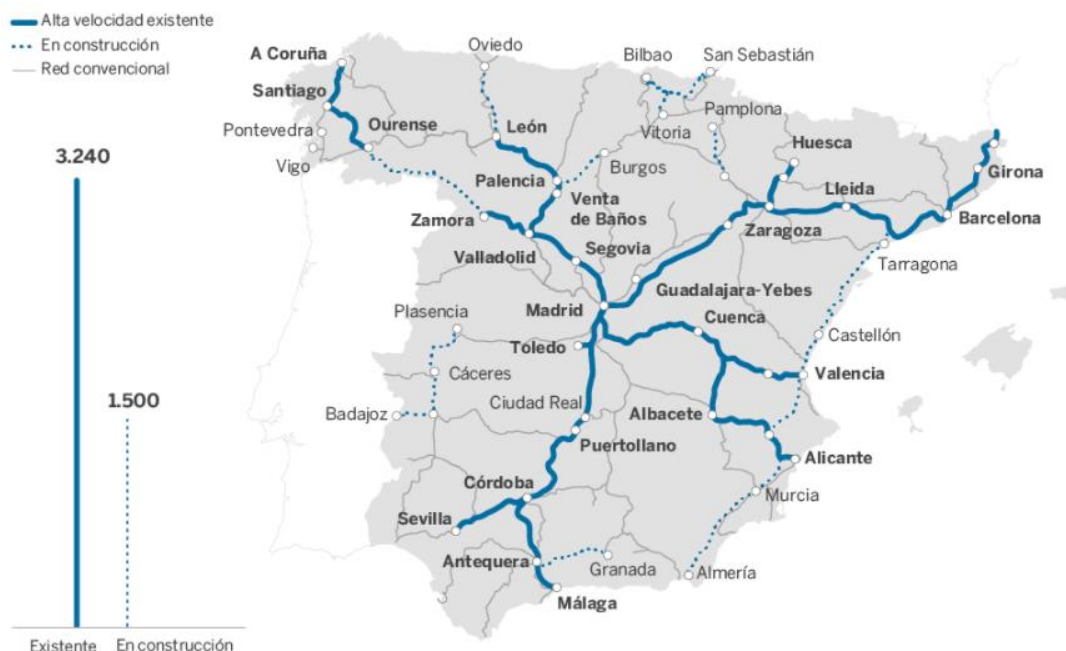 Alta velocidad existente
En construcción
Red convencional
3.240
1.500
Existente
En construcción
A Coruña
Santiago
Pontevedra
Vigo
Ourense
Oviedo
León
Palencia
Burgos
Venta
de Baños
Zamora
Valladolid
Segovia
Bilbao
San Sebastián
Vitoria
Pamplona
Huesca
Lleida
Girona
Barcelona
Zaragoza
Tarragona
Guadalajara-Yebes
Madrid
Cuenca
Plasencia
Toledo
Cáceres
Castellón
Valencia
Badajoz
Ciudad Real
Albacete
Puertollano
Alicante
Córdoba
Murcia
Sevilla
Antequera
Granada
Almería
Málaga